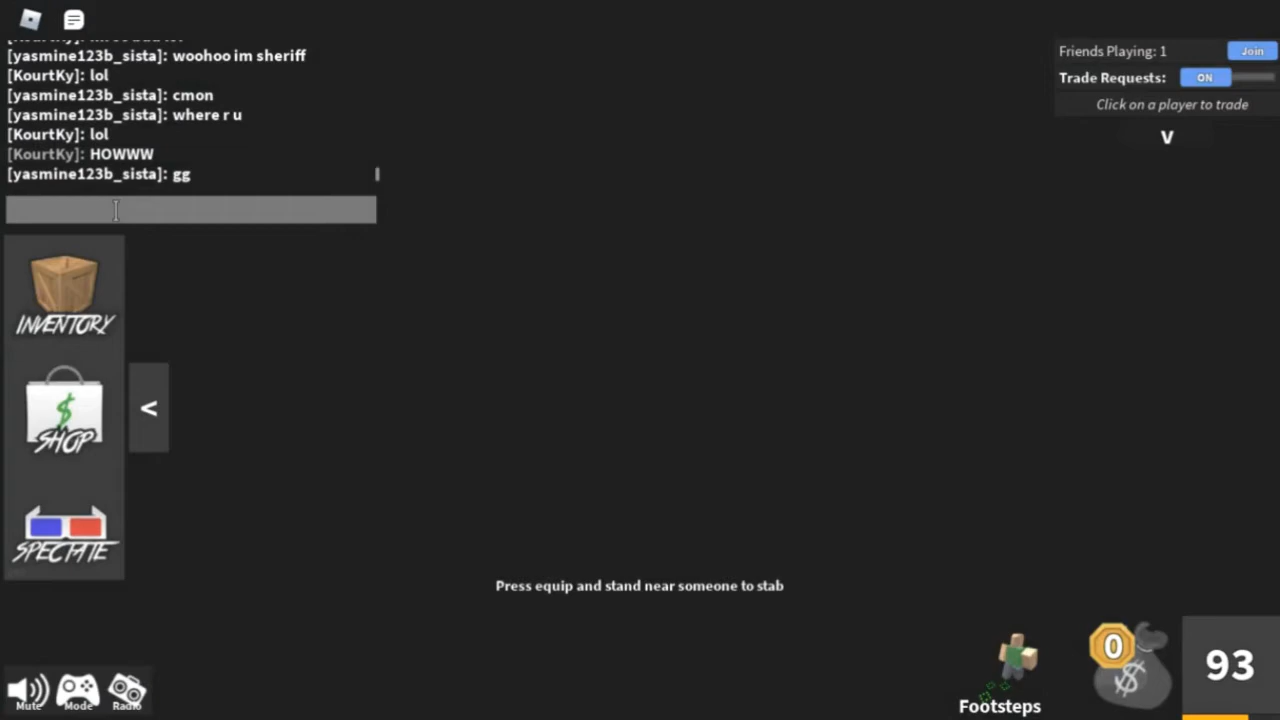 [yasmine123b_sista]: woohoo im sheriff
[KourtKy]: lol
[yasmine123b_sista]: cmon
[yasmine123b_sista]: where r u
[KourtKy]: lol
[KourtKy]: HOWWW
[yasmine123b_sista]: gg
Friends Playing: 1 Join
Trade Requests: ON
Click on a player to trade
V
INVENTORY
SHOP
<
SPECTATE
Press equip and stand near someone to stab
0
93
Footsteps
Mute Mode Radio